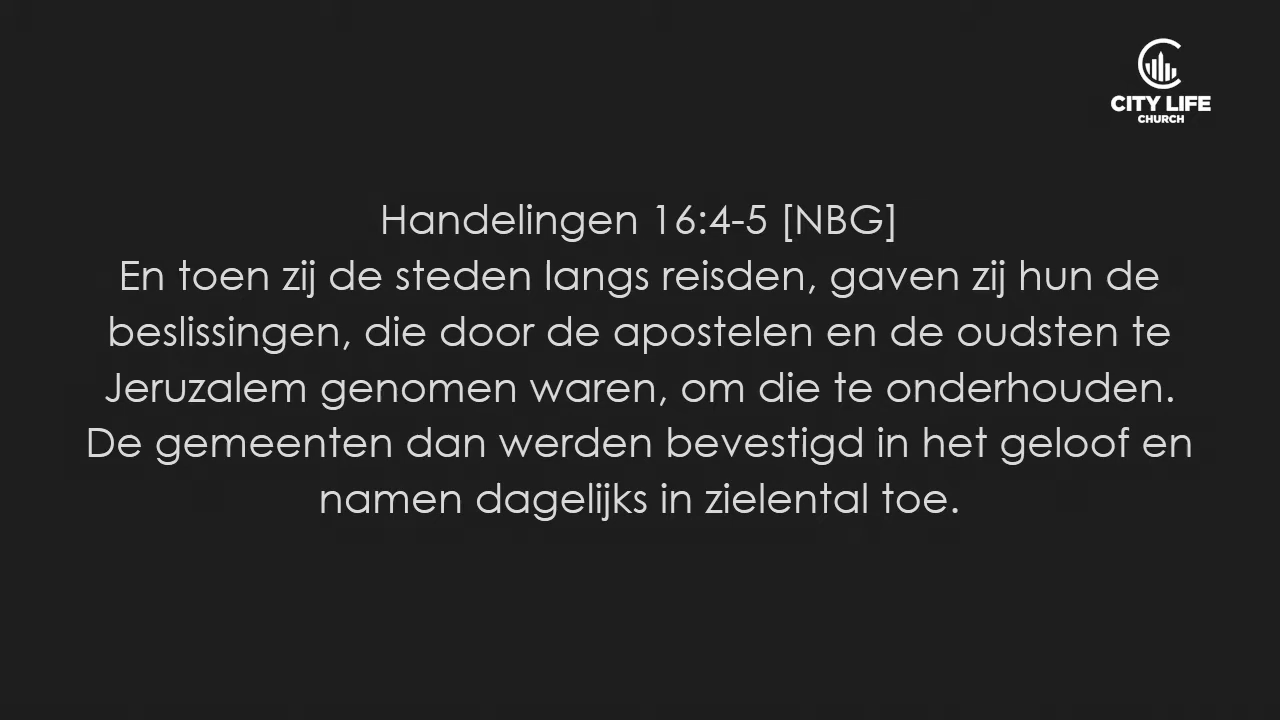 CITY LIFE
CHURCH
Handelingen 16:4-5 [NBG]
En toen zij de steden langs reisden, gaven zij hun de
beslissingen, die door de apostelen en de oudsten te
Jeruzalem genomen waren, om die te onderhouden.
De gemeenten dan werden bevestigd in het geloof en
namen dagelijks in zielental toe.